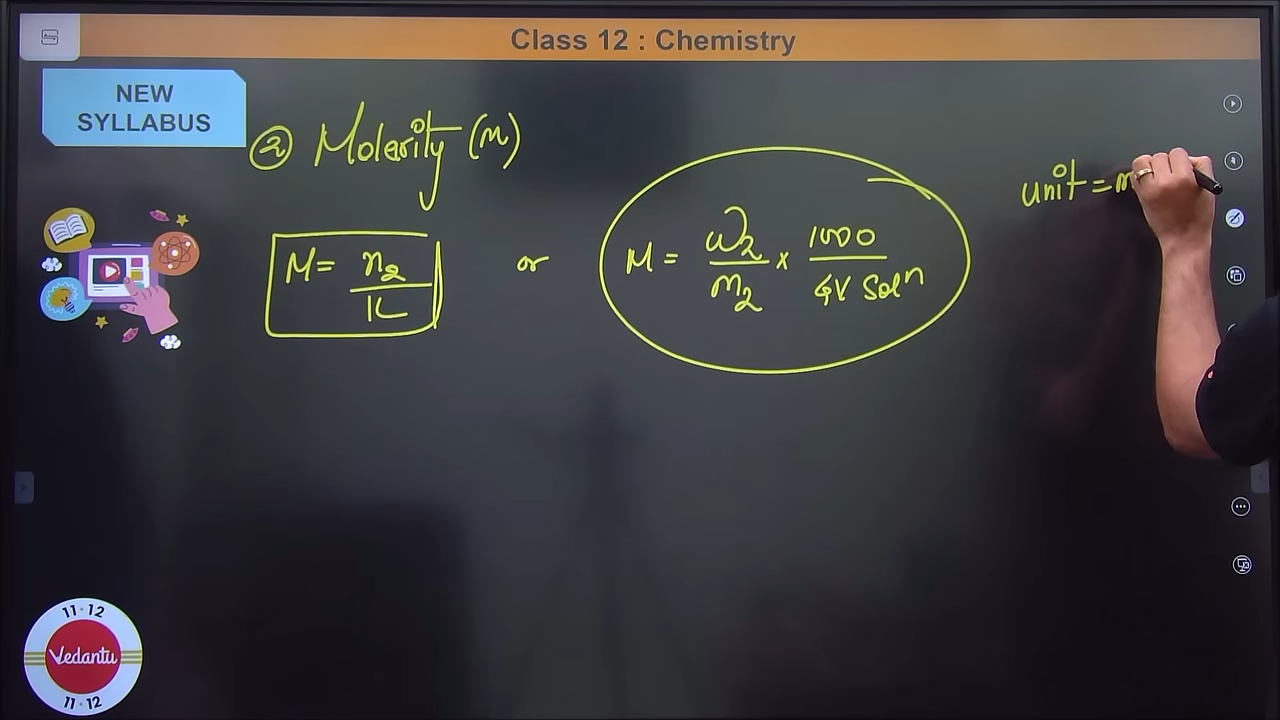 Class 12 : Chemistry
NEW
SYLLABUS
② Molarity (M)
M = n₂ / 1L or M = W₂ / m₂ × 1000 / Solⁿ
unit = m
11·12
Vedantu
11·12